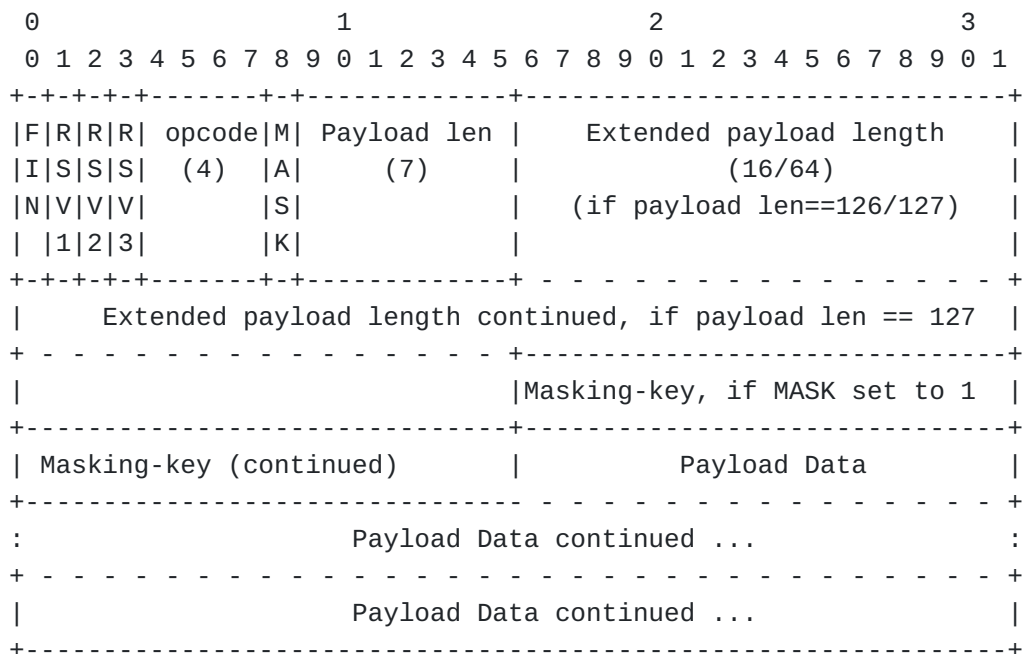 0                   1                   2                   3
 0 1 2 3 4 5 6 7 8 9 0 1 2 3 4 5 6 7 8 9 0 1 2 3 4 5 6 7 8 9 0 1
+-+-+-+-+-------+-+-------------+-------------------------------+
|F|R|R|R| opcode|M| Payload len |    Extended payload length    |
|I|S|S|S|  (4)  |A|     (7)     |             (16/64)           |
|N|V|V|V|       |S|             |   (if payload len==126/127)   |
| |1|2|3|       |K|             |                               |
+-+-+-+-+-------+-+-------------+ - - - - - - - - - - - - - - - +
|     Extended payload length continued, if payload len == 127  |
+ - - - - - - - - - - - - - - - +-------------------------------+
|                               |Masking-key, if MASK set to 1  |
+-------------------------------+-------------------------------+
| Masking-key (continued)       |          Payload Data         |
+-------------------------------- - - - - - - - - - - - - - - - +
:                     Payload Data continued ...                :
+ - - - - - - - - - - - - - - - - - - - - - - - - - - - - - - - +
|                     Payload Data continued ...                |
+---------------------------------------------------------------+